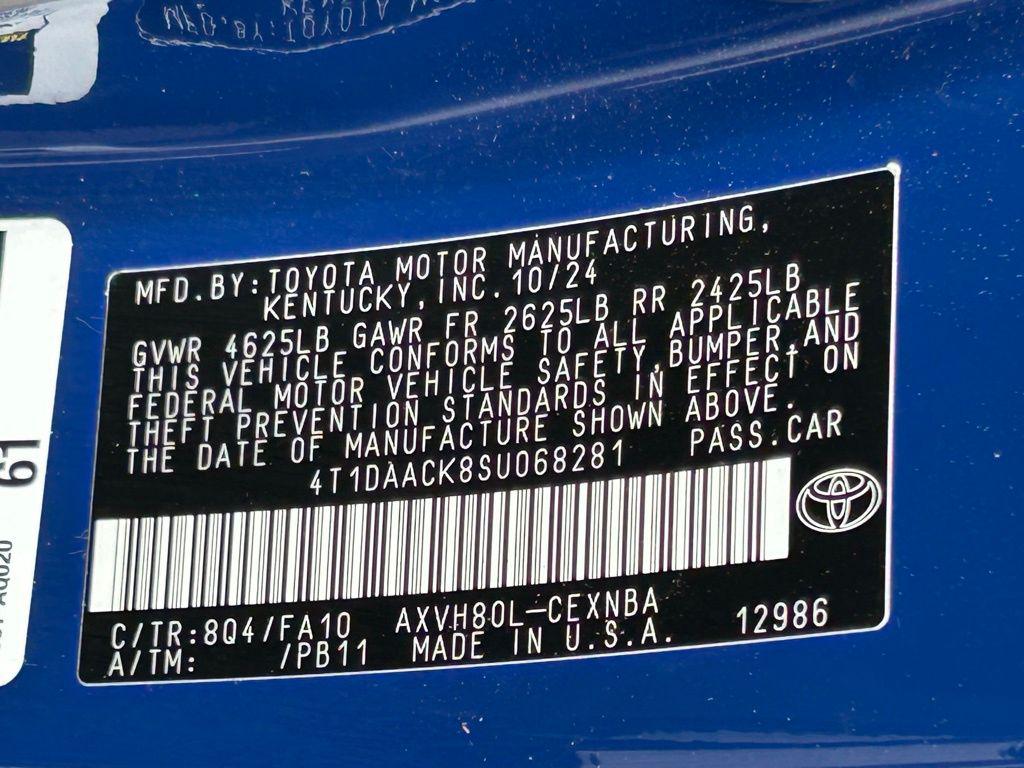 MFD.BY:TOYOTA MOTOR MANUFACTURING,
KENTUCKY, INC. 10/24
GVWR 4625LB GAWR FR 2625LB RR 2425LB
THIS VEHICLE CONFORMS TO ALL APPLICABLE
FEDERAL MOTOR VEHICLE SAFETY,BUMPER,AND
THEFT PREVENTION STANDARDS IN EFFECT ON
THE DATE OF MANUFACTURE SHOWN ABOVE.
4T1DAACK8SU068281 PASS.CAR
C/TR:8Q4/FA10 AXVH80L-CEXNBA 12986
A/TM: /PB11 MADE IN U.S.A.
61
AQ020